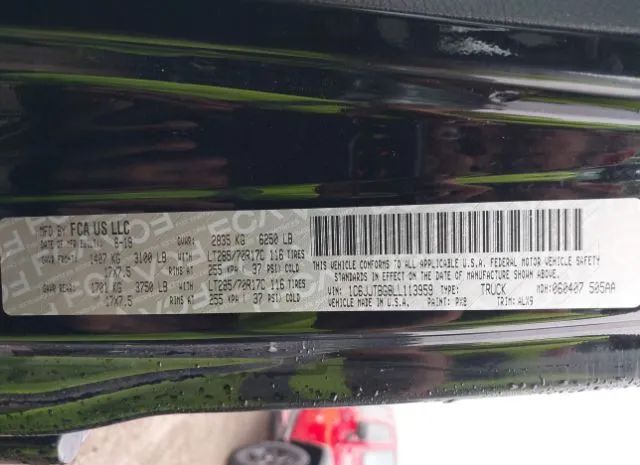 MFD BY FCA US LLC
DATE OF MFR 8-19 GVWR: 2835 KG 6250 LB
GAWR FRONT: 1407 KG 3100 LB LT285/70R17C 116 TIRES
17X7.5 RIMS AT 255 KPA ( 37 PSI) COLD
GAWR REAR: 1701 KG 3750 LB LT285/70R17C 116 TIRES
17X7.5 RIMS AT 255 KPA ( 37 PSI) COLD
THIS VEHICLE CONFORMS TO ALL APPLICABLE U.S.A. FEDERAL MOTOR VEHICLE SAFETY
STANDARDS IN EFFECT ON THE DATE OF MANUFACTURE SHOWN ABOVE.
VIN: 1C6JJTBG9LL113959 TYPE: TRUCK MDH: 060407 505AA
VEHICLE MADE IN U.S.A. PAINT: PX8 TRIM: ALX9